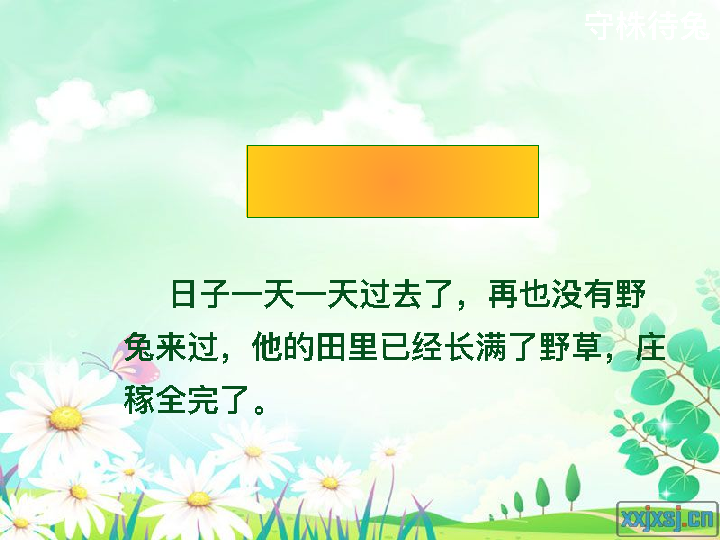 守株待兔
日子一天一天过去了，再也没有野
兔来过，他的田里已经长满了野草，庄
稼全完了。
xxjxsj.cn